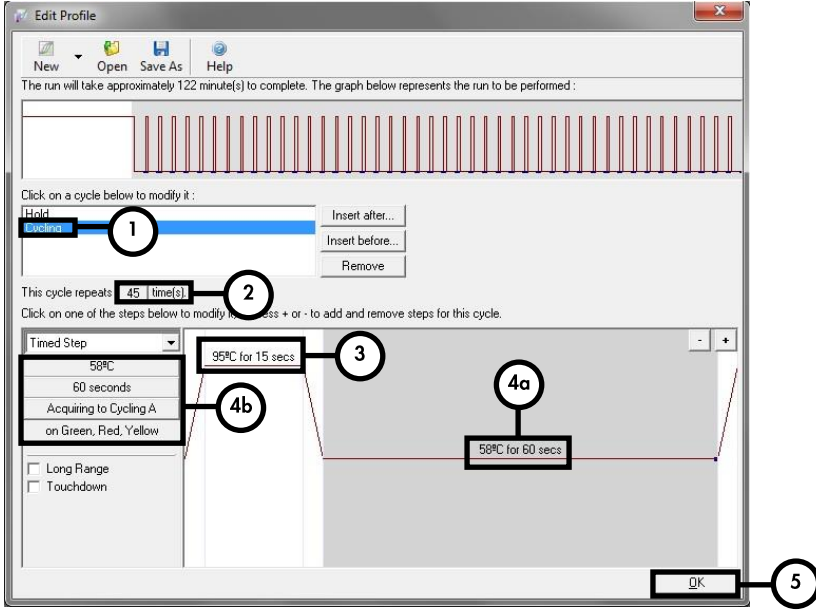 Edit Profile
New Open Save As Help
The run will take approximately 122 minute(s) to complete. The graph below represents the run to be performed :
Click on a cycle below to modify it :
Hold
Cycling
1
Insert after...
Insert before...
Remove
This cycle repeats 45 time(s).
2
Click on one of the steps below to modify it, press + or - to add and remove steps for this cycle.
Timed Step
- +
95ºC for 15 secs
3
58ºC
60 seconds
Acquiring to Cycling A
on Green, Red, Yellow
4b
4a
58ºC for 60 secs
Long Range
Touchdown
OK
5